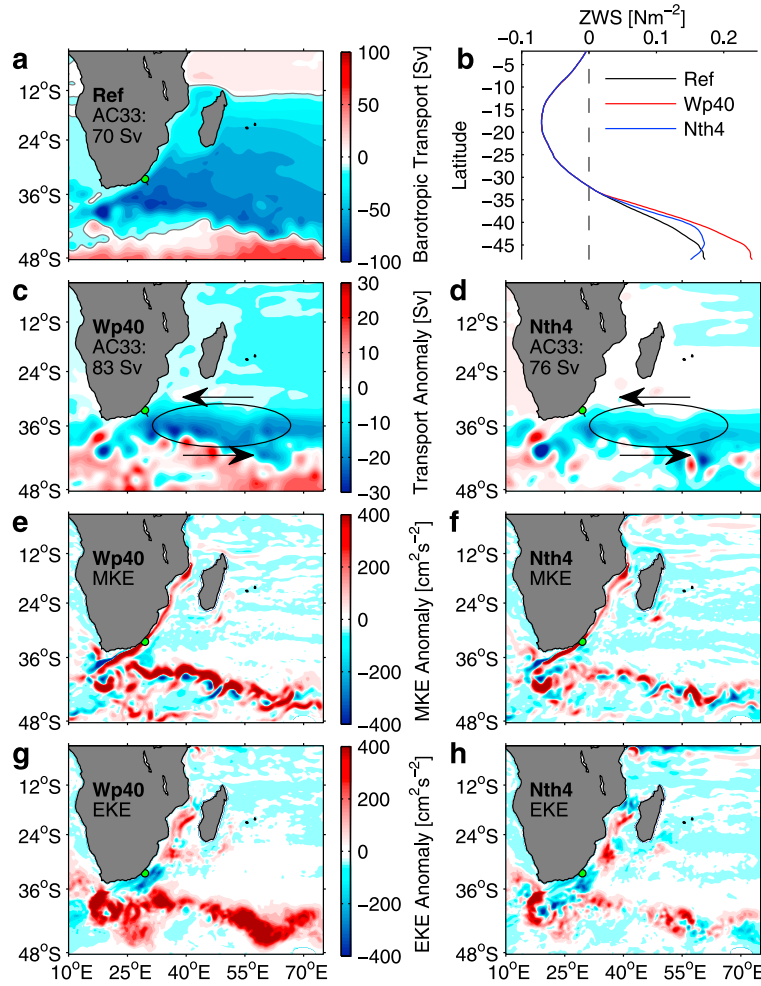 a
Ref
AC33:
70 Sv
12°S
24°S
36°S
48°S
100
50
0
−50
−100
Barotropic Transport [Sv]
b
ZWS [Nm−2]
−0.1 0 0.1 0.2
−5
−10
−15
−20
−25
−30
−35
−40
−45
Latitude
Ref
Wp40
Nth4
c
Wp40
AC33:
83 Sv
12°S
24°S
36°S
48°S
30
20
10
0
−10
−20
−30
Transport Anomaly [Sv]
d
Nth4
AC33:
76 Sv
12°S
24°S
36°S
48°S
e
Wp40
MKE
12°S
24°S
36°S
48°S
400
200
0
−200
−400
MKE Anomaly [cm2s−2]
f
Nth4
MKE
12°S
24°S
36°S
48°S
g
Wp40
EKE
12°S
24°S
36°S
48°S
10°E 25°E 40°E 55°E 70°E
400
200
0
−200
−400
EKE Anomaly [cm2s−2]
h
Nth4
EKE
12°S
24°S
36°S
48°S
10°E 25°E 40°E 55°E 70°E